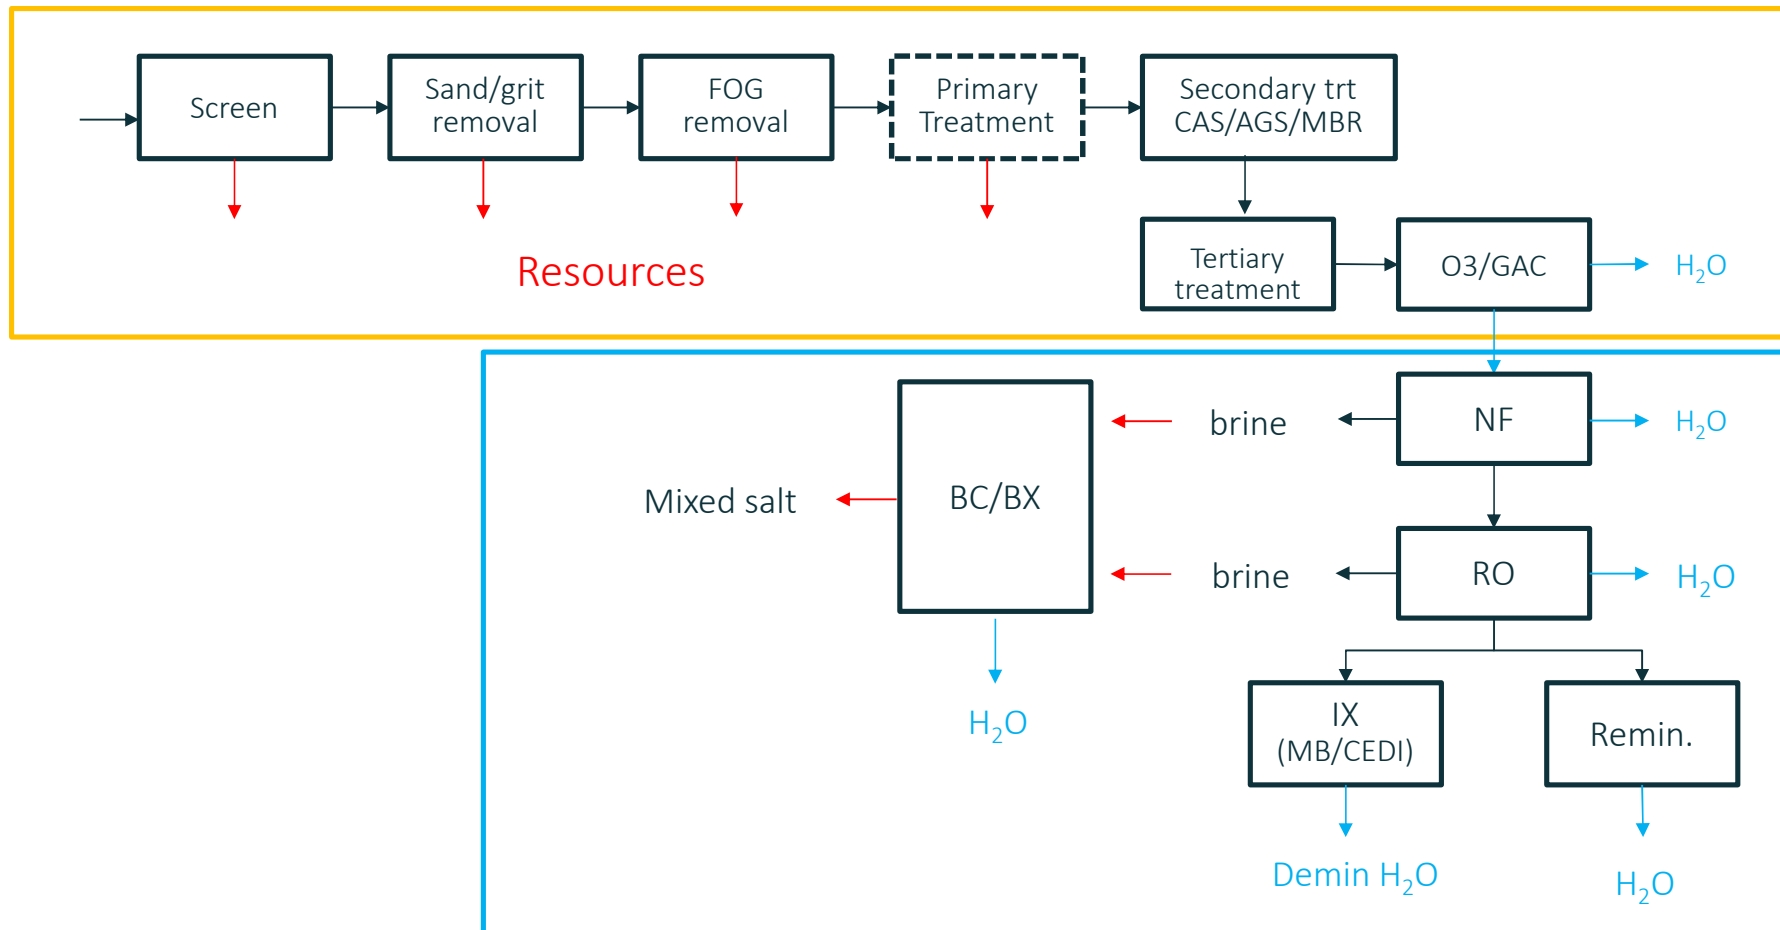 Screen
Sand/grit
removal
FOG
removal
Primary
Treatment
Secondary trt
CAS/AGS/MBR
Resources
Tertiary
treatment
O3/GAC
H₂O
BC/BX
brine
NF
H₂O
Mixed salt
brine
RO
H₂O
H₂O
IX
(MB/CEDI)
Remin.
Demin H₂O
H₂O